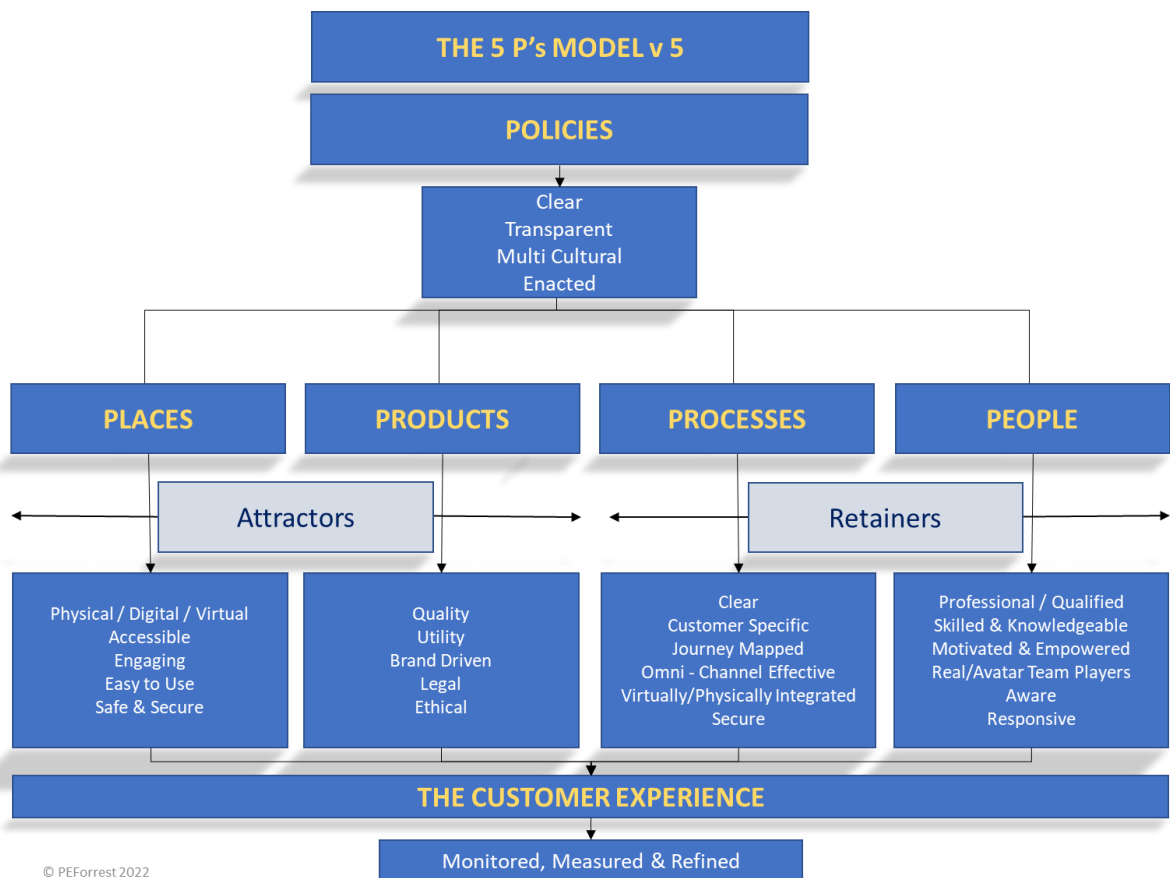 THE 5 P's MODEL v 5
POLICIES
Clear
Transparent
Multi Cultural
Enacted
PLACES
PRODUCTS
PROCESSES
PEOPLE
Attractors
Retainers
Physical / Digital / Virtual
Accessible
Engaging
Easy to Use
Safe & Secure
Quality
Utility
Brand Driven
Legal
Ethical
Clear
Customer Specific
Journey Mapped
Omni - Channel Effective
Virtually/Physically Integrated
Secure
Professional / Qualified
Skilled & Knowledgeable
Motivated & Empowered
Real/Avatar Team Players
Aware
Responsive
THE CUSTOMER EXPERIENCE
Monitored, Measured & Refined
© PEForrest 2022